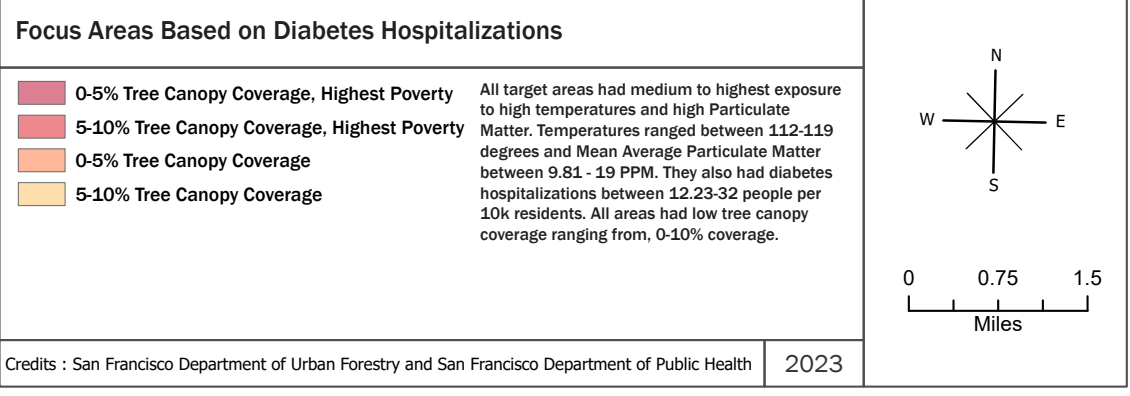 Focus Areas Based on Diabetes Hospitalizations
0-5% Tree Canopy Coverage, Highest Poverty
5-10% Tree Canopy Coverage, Highest Poverty
0-5% Tree Canopy Coverage
5-10% Tree Canopy Coverage
All target areas had medium to highest exposure
to high temperatures and high Particulate
Matter. Temperatures ranged between 112-119
degrees and Mean Average Particulate Matter
between 9.81 - 19 PPM. They also had diabetes
hospitalizations between 12.23-32 people per
10k residents. All areas had low tree canopy
coverage ranging from, 0-10% coverage.
N
W E
S
0 0.75 1.5
Miles
Credits : San Francisco Department of Urban Forestry and San Francisco Department of Public Health
2023